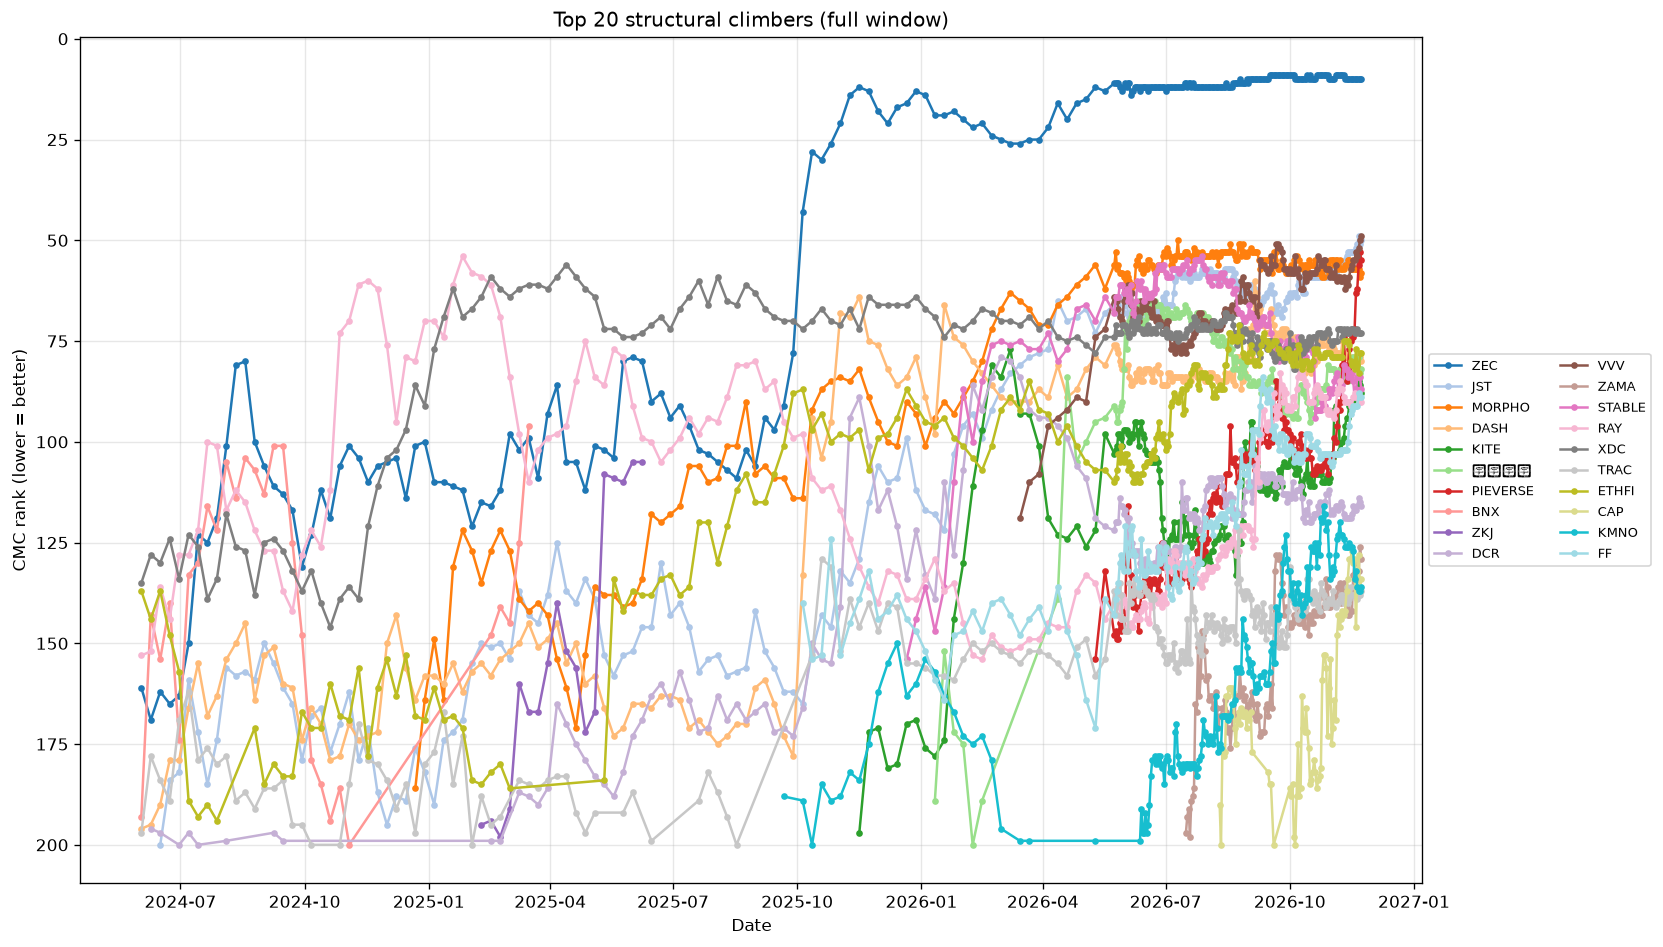 Top 20 structural climbers (full window)
CMC rank (lower = better)
0
25
50
75
100
125
150
175
200
2024-07
2024-10
2025-01
2025-04
2025-07
2025-10
2026-01
2026-04
2026-07
2026-10
2027-01
Date
ZEC
JST
MORPHO
DASH
KITE
PIEVERSE
BNX
ZKJ
DCR
VVV
ZAMA
STABLE
RAY
XDC
TRAC
ETHFI
CAP
KMNO
FF